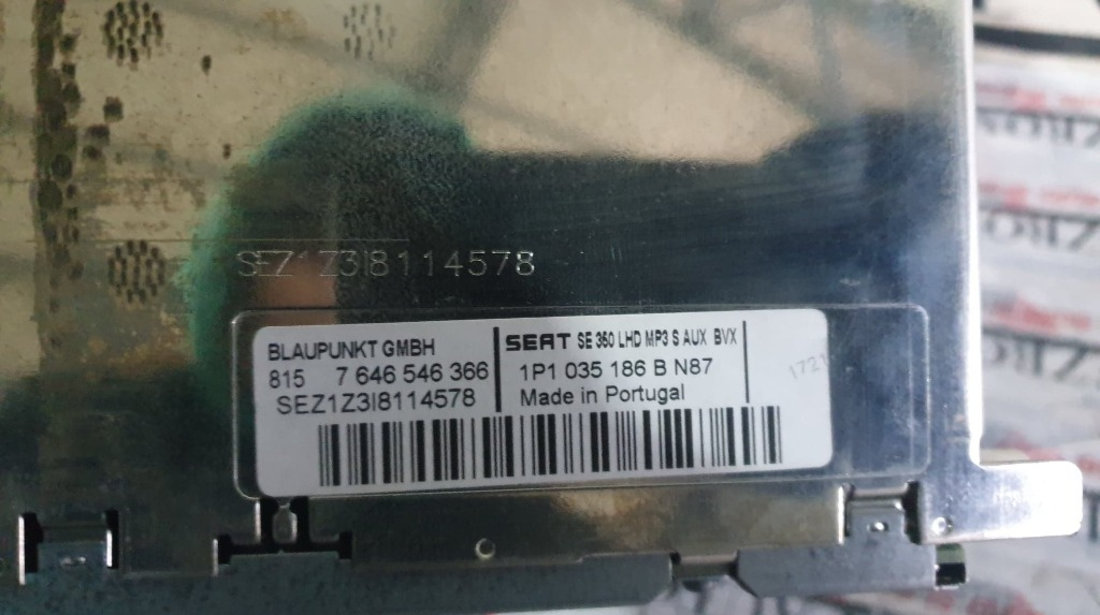 SEZ1Z3I8114578
BLAUPUNKT GMBH
815 7 646 546 366
SEZ1Z3I8114578
SEAT SE 360 LHD MP3 S AUX BVX
1P1 035 186 B N87
Made in Portugal
1721